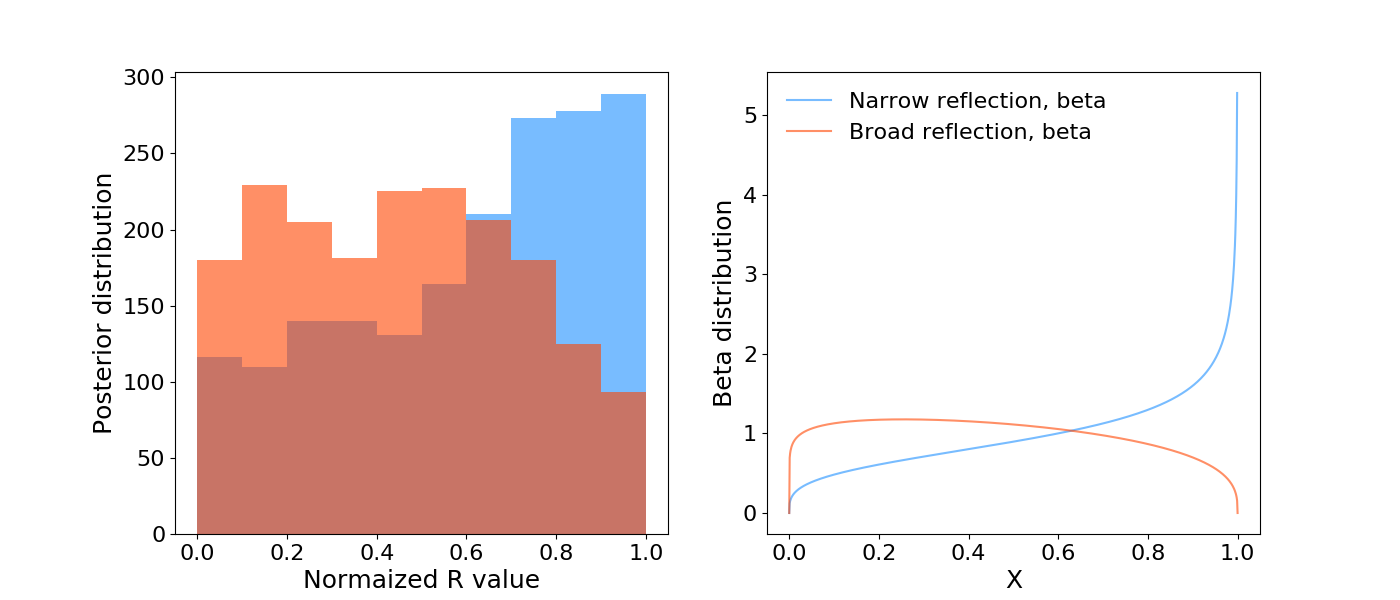 Posterior distribution
300
250
200
150
100
50
0
0.0 0.2 0.4 0.6 0.8 1.0
Normaized R value
Beta distribution
5
4
3
2
1
0
Narrow reflection, beta
Broad reflection, beta
0.0 0.2 0.4 0.6 0.8 1.0
X